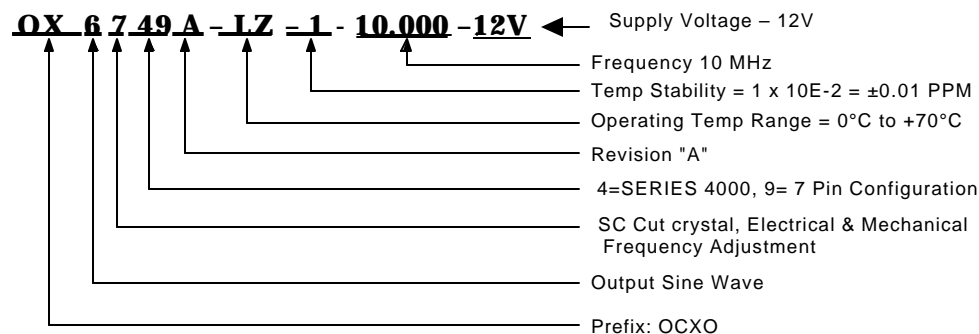 OX 6 7 49 A - LZ - 1 - 10.000 -12V
Supply Voltage – 12V
Frequency 10 MHz
Temp Stability = 1 x 10E-2 = ±0.01 PPM
Operating Temp Range = 0°C to +70°C
Revision "A"
4=SERIES 4000, 9= 7 Pin Configuration
SC Cut crystal, Electrical & Mechanical
Frequency Adjustment
Output Sine Wave
Prefix: OCXO